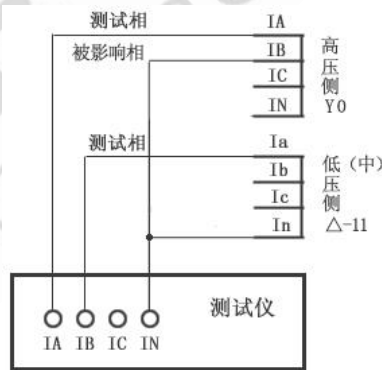 测试相
IA
被影响相
IB
IC
IN
高
压
侧
Y0
测试相
Ia
Ib
Ic
In
低（中）
压
侧
△-11
测试仪
IA IB IC IN